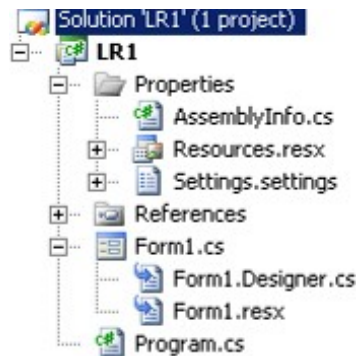 Solution 'LR1' (1 project)
LR1
Properties
AssemblyInfo.cs
Resources.resx
Settings.settings
References
Form1.cs
Form1.Designer.cs
Form1.resx
Program.cs